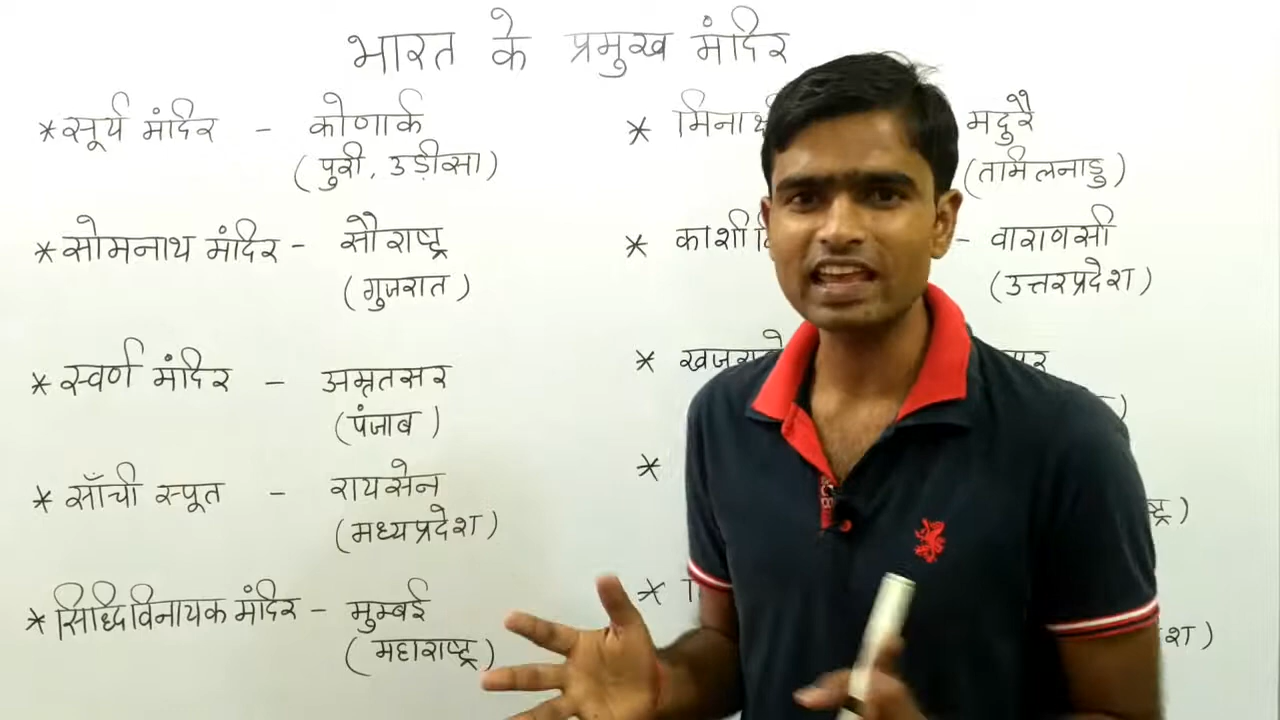 भारत के प्रमुख मंदिर
* सूर्य मंदिर - कोणार्क
(पुरी, उड़ीसा)
* सोमनाथ मंदिर - सौराष्ट्र
(गुजरात)
* स्वर्ण मंदिर - अमृतसर
(पंजाब)
* साँची स्पूत - रायसेन
(मध्यप्रदेश)
* सिध्दिविनायक मंदिर - मुम्बई
(महाराष्ट्र)
* मदुरै
(तामिलनाडु)
* काशी - वाराणसी
(उत्तरप्रदेश)
*
*
*